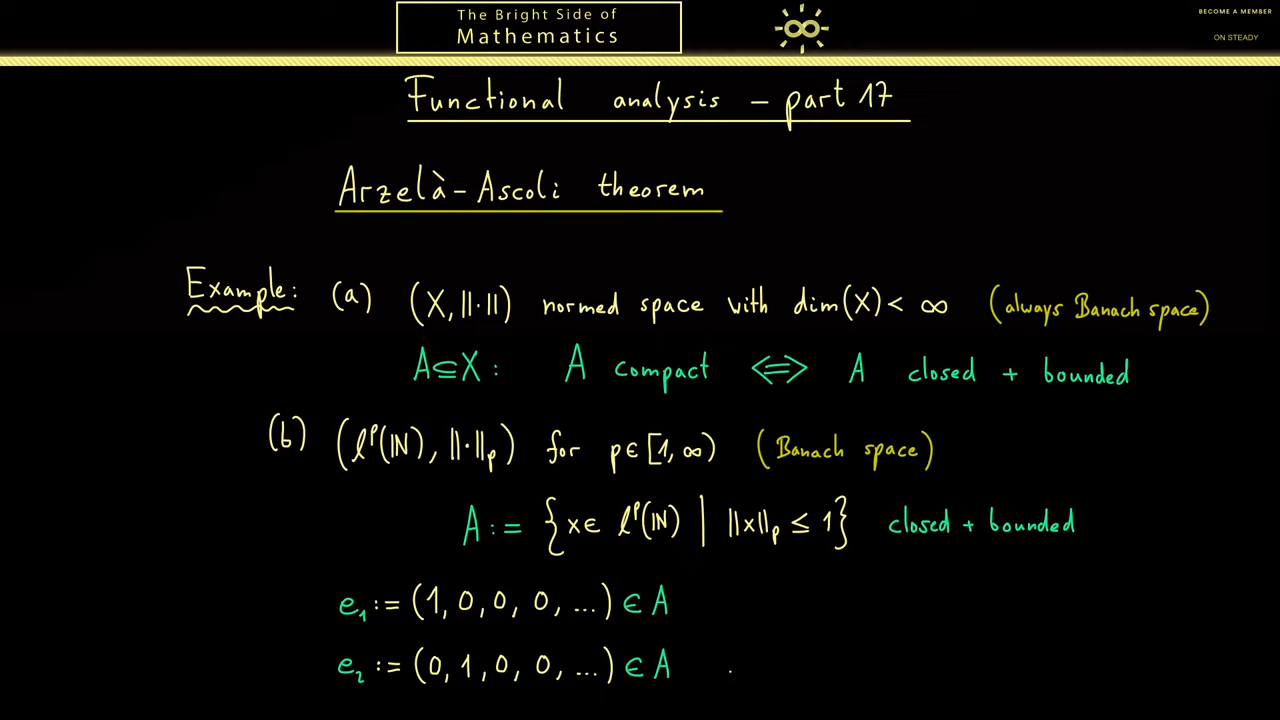 The Bright Side of
Mathematics
BECOME A MEMBER
ON STEADY
Functional analysis – part 17
Arzelà-Ascoli theorem
Example: (a) (X, ||·||) normed space with dim(X) < ∞ (always Banach space)
A⊆X: A compact ⟺ A closed + bounded
(b) (ℓᵖ(ℕ), ||·||ₚ) for p∈[1,∞) (Banach space)
A := {x∈ ℓᵖ(ℕ) | ||x||ₚ ≤ 1} closed + bounded
e₁ := (1, 0, 0, 0, ...) ∈ A
e₂ := (0, 1, 0, 0, ...) ∈ A